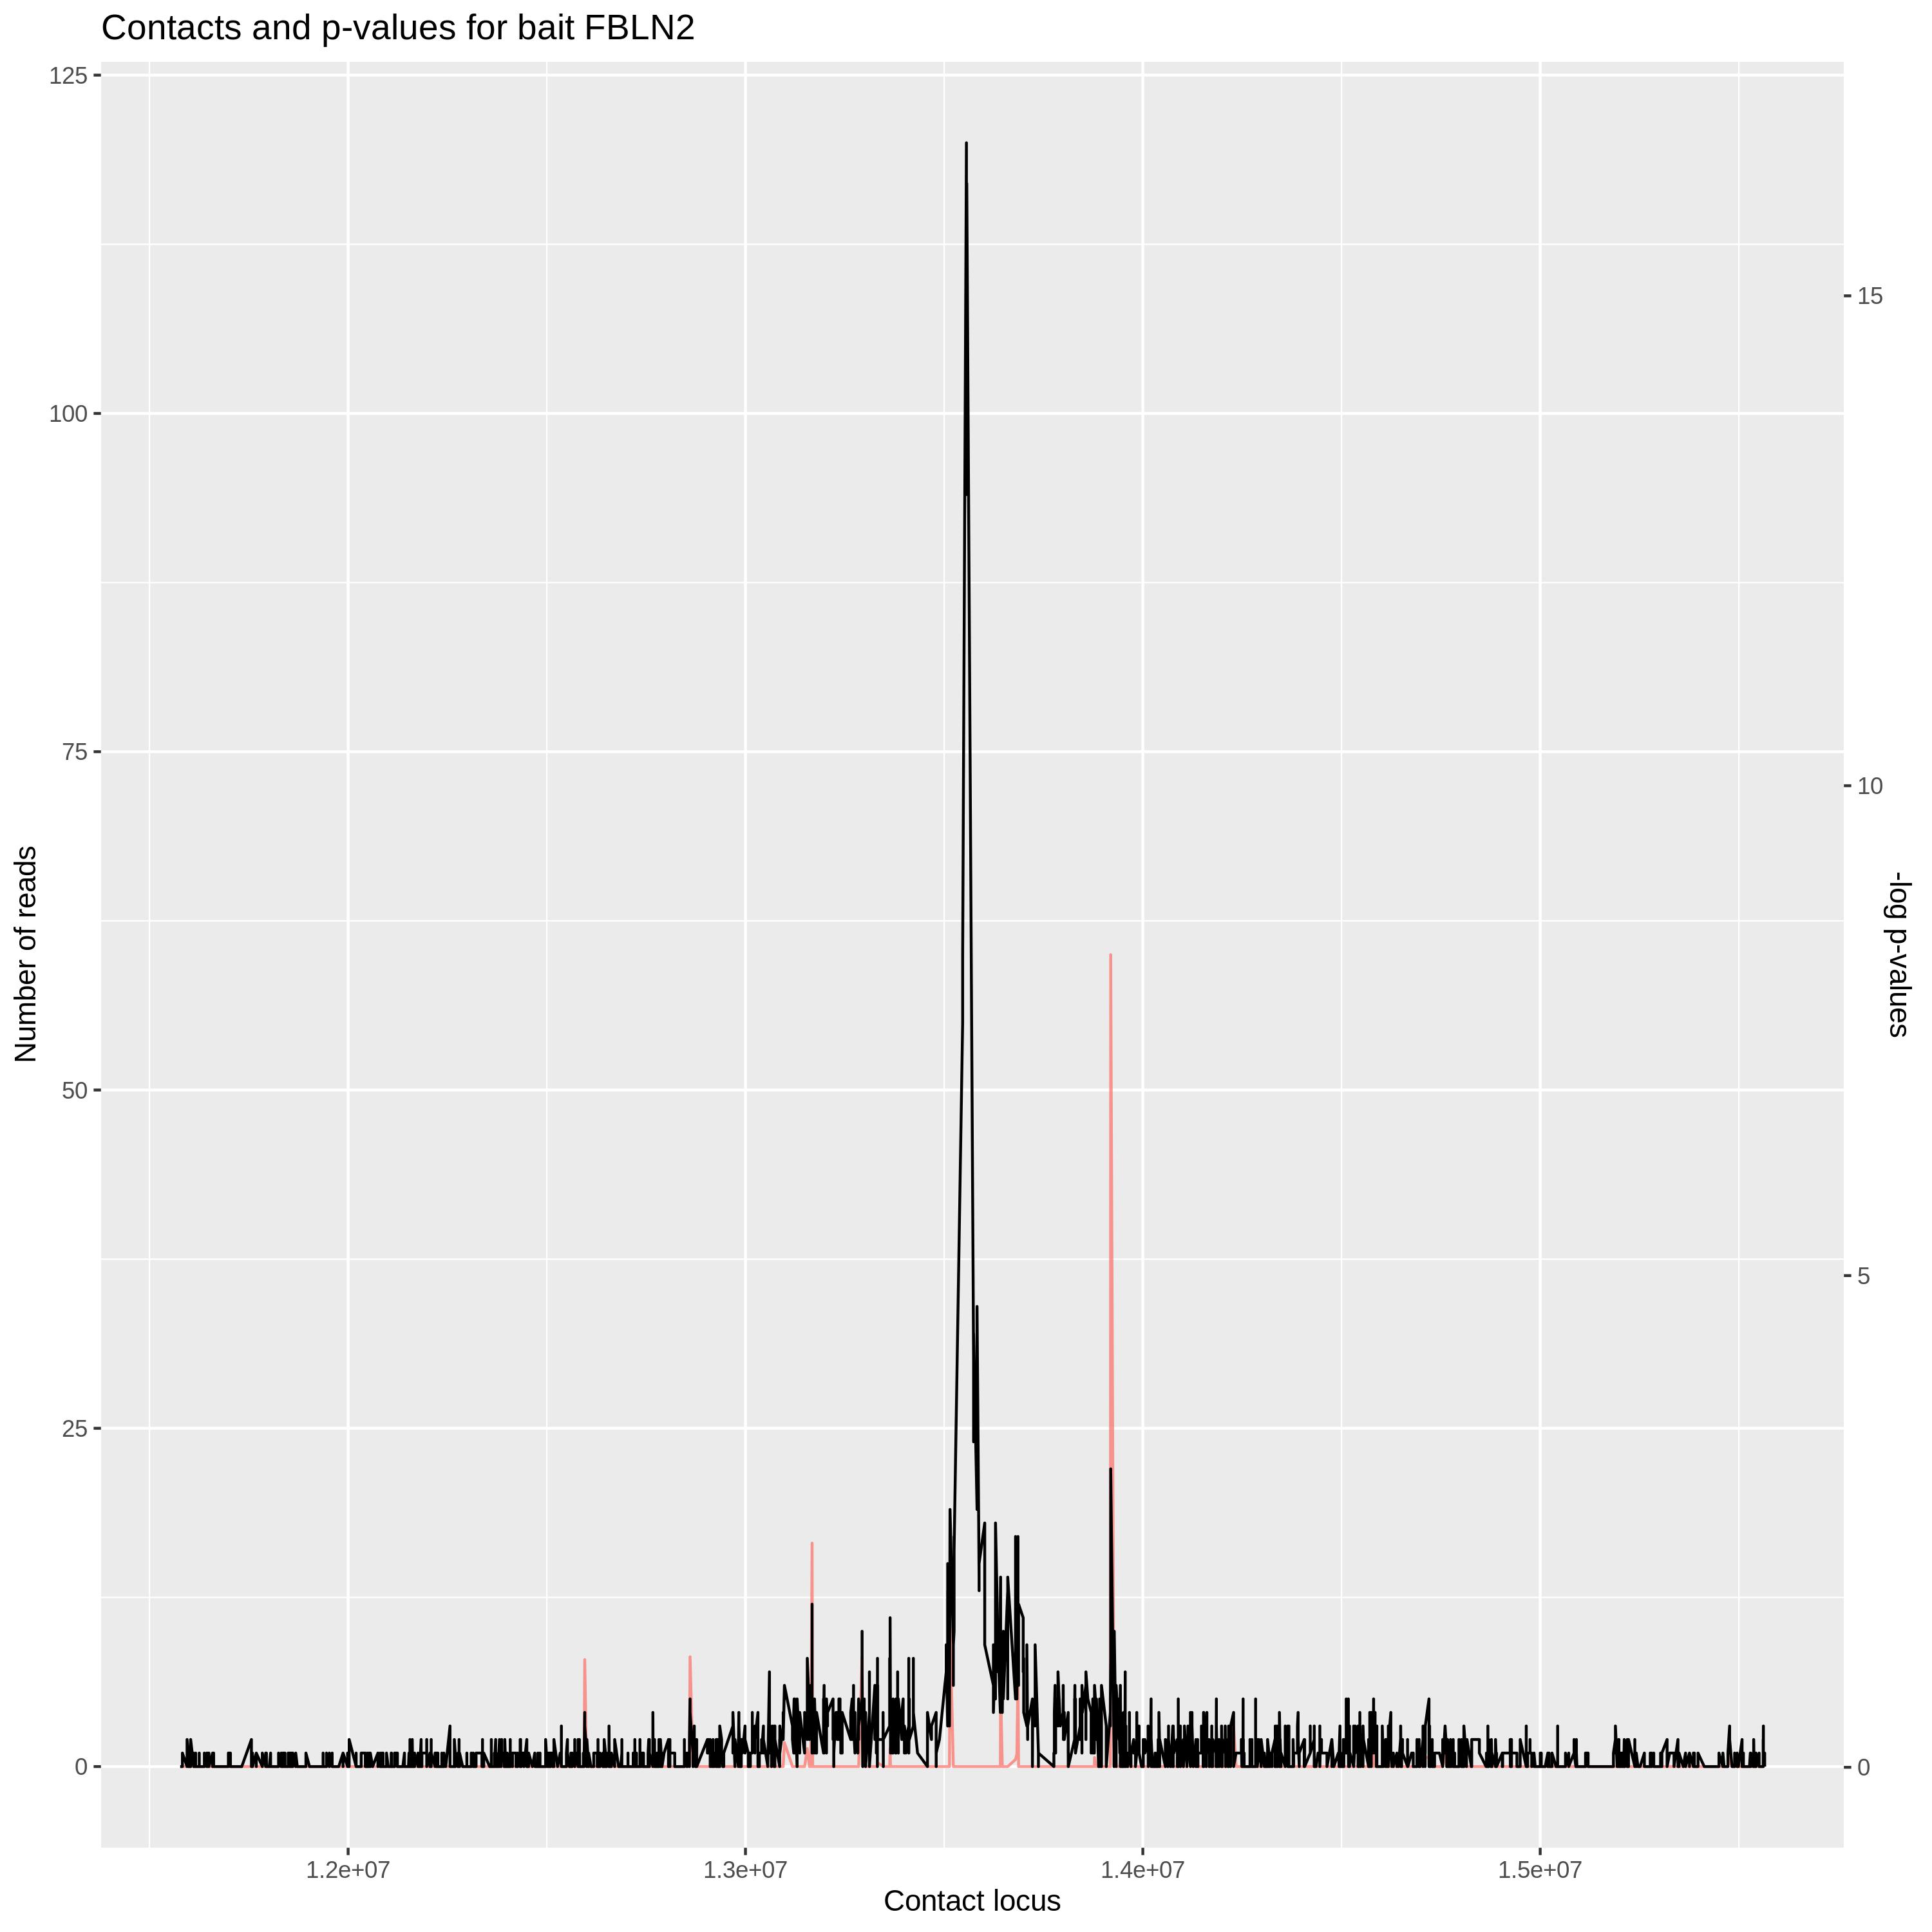 Contacts and p-values for bait FBLN2
125
100
75
50
25
0
Number of reads
15
10
5
0
-log p-values
1.2e+07
1.3e+07
1.4e+07
1.5e+07
Contact locus